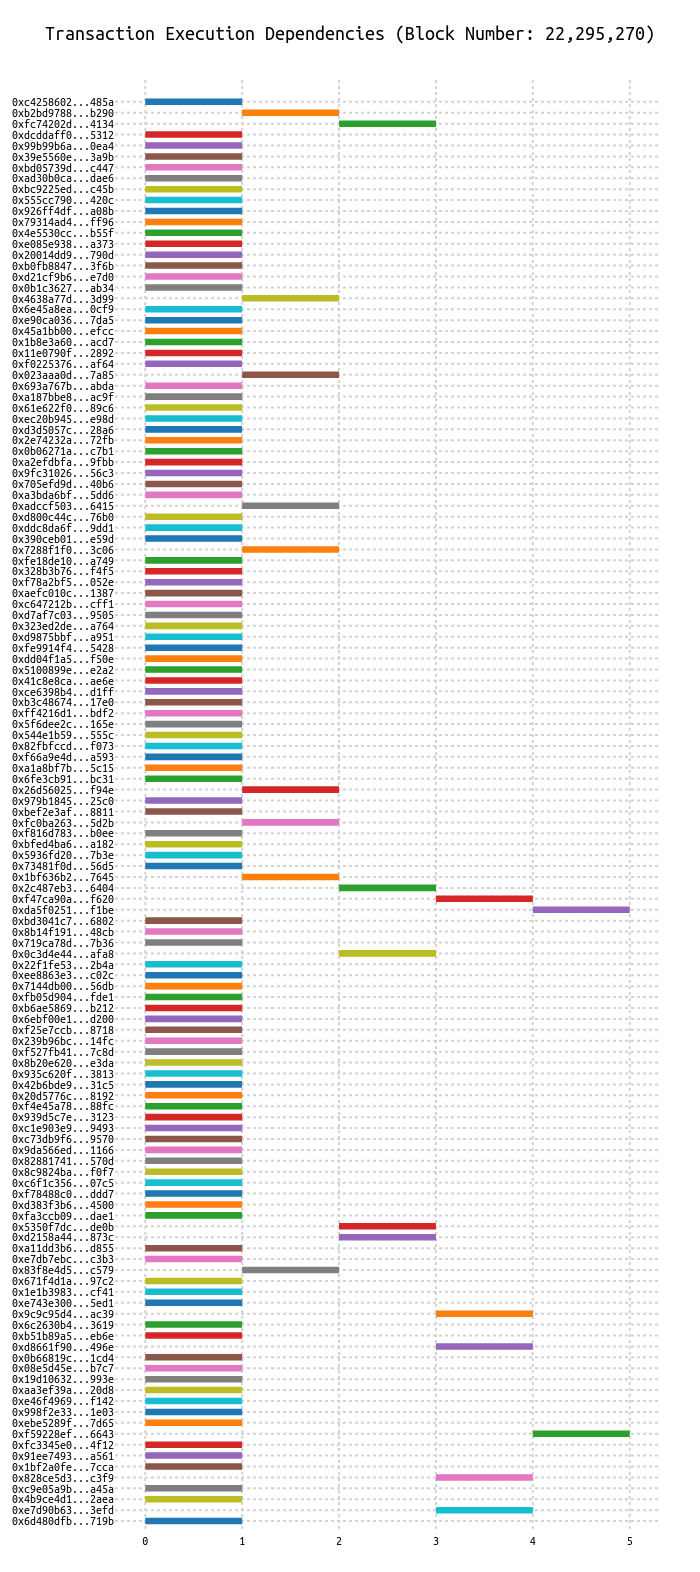 Transaction Execution Dependencies (Block Number: 22,295,270)
0xc4258602...485a
0xb2bd9788...b290
0xfc74202d...4134
0xdcddaff0...5312
0x99b99b6a...0ea4
0x39e5560e...3a9b
0xbd05739d...c447
0xad30b0ca...dae6
0xbc9225ed...c45b
0x555cc790...420c
0x926ff4df...a08b
0x79314ad4...ff96
0x4e5530cc...b55f
0xe085e938...a373
0x20014dd9...790d
0xb0fb8847...3f6b
0xd21cf9b6...e7d0
0x0b1c3627...ab34
0x4638a77d...3d99
0x6e45a8ea...0cf9
0xe90ca036...7da5
0x45a1bb00...efcc
0x1b8e3a60...acd7
0x11e0790f...2892
0xf0225376...af64
0x023aaa0d...7a85
0x693a767b...abda
0xa187bbe8...ac9f
0x61e622f0...89c6
0xec20b945...e98d
0xd3d5057c...28a6
0x2e74232a...72fb
0x0b06271a...c7b1
0xa2efdbfa...9fbb
0x9fc31026...56c3
0x705efd9d...40b6
0xa3bda6bf...5dd6
0xadccf503...6415
0xd800c44c...76b0
0xddc8da6f...9dd1
0x390ceb01...e59d
0x7288f1f0...3c06
0xfe18de10...a749
0x328b3b76...f4f5
0xf78a2bf5...052e
0xaefc010c...1387
0xc647212b...cff1
0xd7af7c03...9505
0x323ed2de...a764
0xd9875bbf...a951
0xfe9914f4...5428
0xdd04f1a5...f50e
0x5100899e...e2a2
0x41c8e8ca...ae6e
0xce6398b4...d1ff
0xb3c48674...17e0
0xff4216d1...bdf2
0x5f6dee2c...165e
0x544e1b59...555c
0x82fbfccd...f073
0xf66a9e4d...a593
0xa1a8bf7b...5c15
0x6fe3cb91...bc31
0x26d56025...f94e
0x979b1845...25c0
0xbef2e3af...8811
0xfc0ba263...5d2b
0xf816d783...b0ee
0xbfed4ba6...a182
0x5936fd20...7b3e
0x73481f0d...56d5
0x1bf636b2...7645
0x2c487eb3...6404
0xf47ca90a...f620
0xda5f0251...f1be
0xbd3041c7...6802
0x8b14f191...48cb
0x719ca78d...7b36
0x0c3d4e44...afa8
0x22f1fe53...2b4a
0xee8863e3...c02c
0x7144db00...56db
0xfb05d904...fde1
0xb6ae5869...b212
0x6ebf00e1...d200
0xf25e7ccb...8718
0x239b96bc...14fc
0xf527fb41...7c8d
0x8b20e620...e3da
0x935c620f...3813
0x42b6bde9...31c5
0x20d5776c...8192
0xf4e45a78...88fc
0x939d5c7e...3123
0xc1e903e9...9493
0xc73db9f6...9570
0x9da566ed...1166
0x82881741...570d
0x8c9824ba...f0f7
0xc6f1c356...07c5
0xf78488c0...ddd7
0xd383f3b6...4500
0xfa3ccb09...dae1
0x5350f7dc...de0b
0xd2158a44...873c
0xa11dd3b6...d855
0xe7db7ebc...c3b3
0x83f8e4d5...c579
0x671f4d1a...97c2
0x1e1b3983...cf41
0xe743e300...5ed1
0x9c9c95d4...ac39
0x6c2630b4...3619
0xb51b89a5...eb6e
0xd8661f90...496e
0x0b66819c...1cd4
0x08e5d45e...b7c7
0x19d10632...993e
0xaa3ef39a...20d8
0xe46f4969...f142
0x998f2e33...1e03
0xebe5289f...7d65
0xf59228ef...6643
0xfc3345e0...4f12
0x91ee7493...a561
0x1bf2a0fe...7cca
0x828ce5d3...c3f9
0xc9e05a9b...a45a
0x4b9ce4d1...2aea
0xe7d90b63...3efd
0x6d480dfb...719b
0 1 2 3 4 5